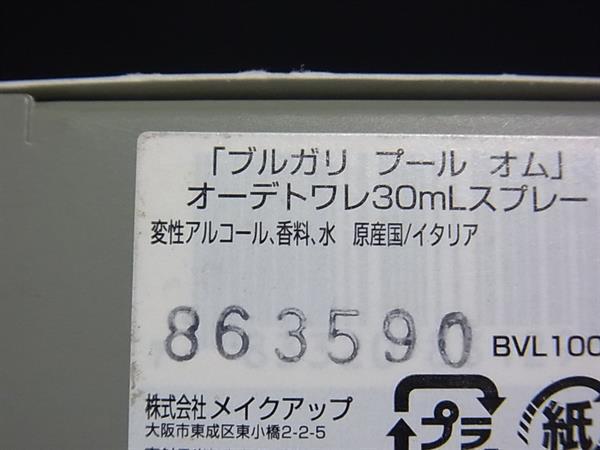 「ブルガリ プール オム」
オーデトワレ30mLスプレー
変性アルコール、香料、水 原産国/イタリア
863590
BVL100
株式会社 メイクアップ
大阪市東成区東小橋2-2-5
プラ
紙